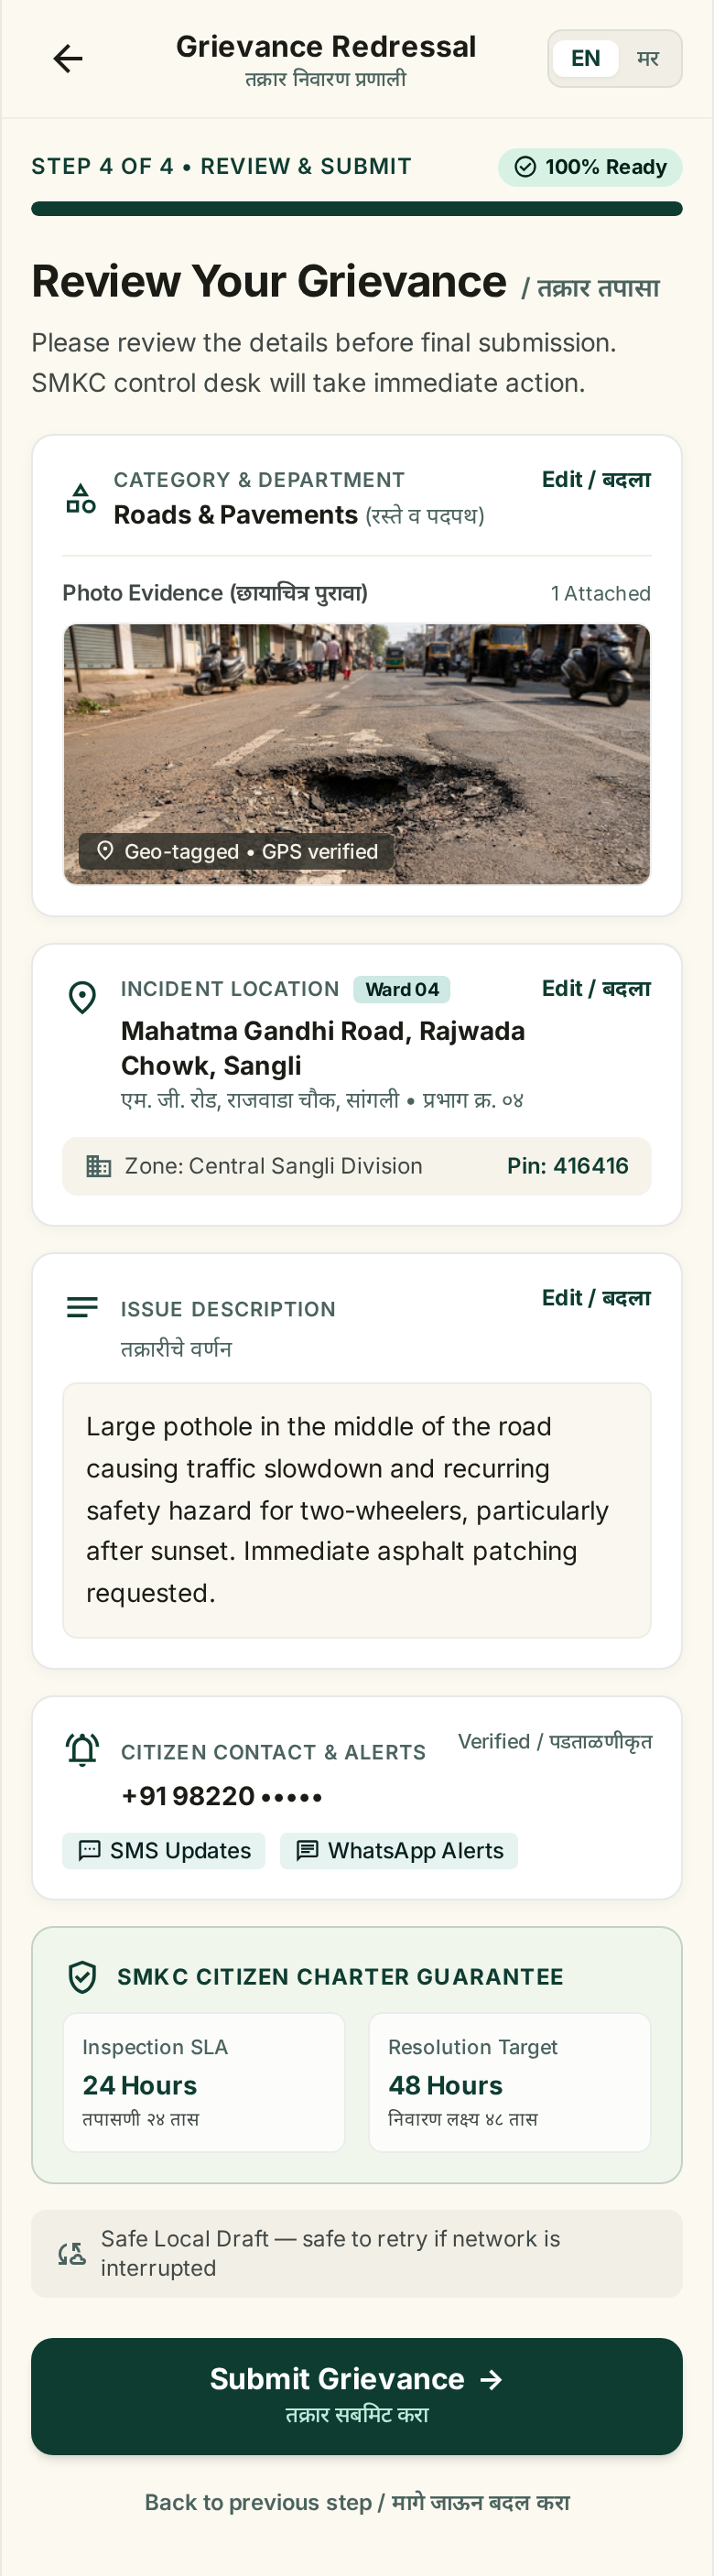 Grievance Redressal
तक्रार निवारण प्रणाली
EN मर
STEP 4 OF 4 • REVIEW & SUBMIT
100% Ready
Review Your Grievance / तक्रार तपासा
Please review the details before final submission.
SMKC control desk will take immediate action.
CATEGORY & DEPARTMENT
Edit / बदला
Roads & Pavements (रस्ते व पदपथ)
Photo Evidence (छायाचित्र पुरावा)
1 Attached
Geo-tagged • GPS verified
INCIDENT LOCATION Ward 04
Edit / बदला
Mahatma Gandhi Road, Rajwada
Chowk, Sangli
एम. जी. रोड, राजवाडा चौक, सांगली • प्रभाग क्र. ०४
Zone: Central Sangli Division
Pin: 416416
ISSUE DESCRIPTION
Edit / बदला
तक्रारीचे वर्णन
Large pothole in the middle of the road
causing traffic slowdown and recurring
safety hazard for two-wheelers, particularly
after sunset. Immediate asphalt patching
requested.
CITIZEN CONTACT & ALERTS
Verified / पडताळणीकृत
+91 98220 •••••
SMS Updates
WhatsApp Alerts
SMKC CITIZEN CHARTER GUARANTEE
Inspection SLA
24 Hours
तपासणी २४ तास
Resolution Target
48 Hours
निवारण लक्ष्य ४८ तास
Safe Local Draft — safe to retry if network is
interrupted
Submit Grievance →
तक्रार सबमिट करा
Back to previous step / मागे जाऊन बदल करा